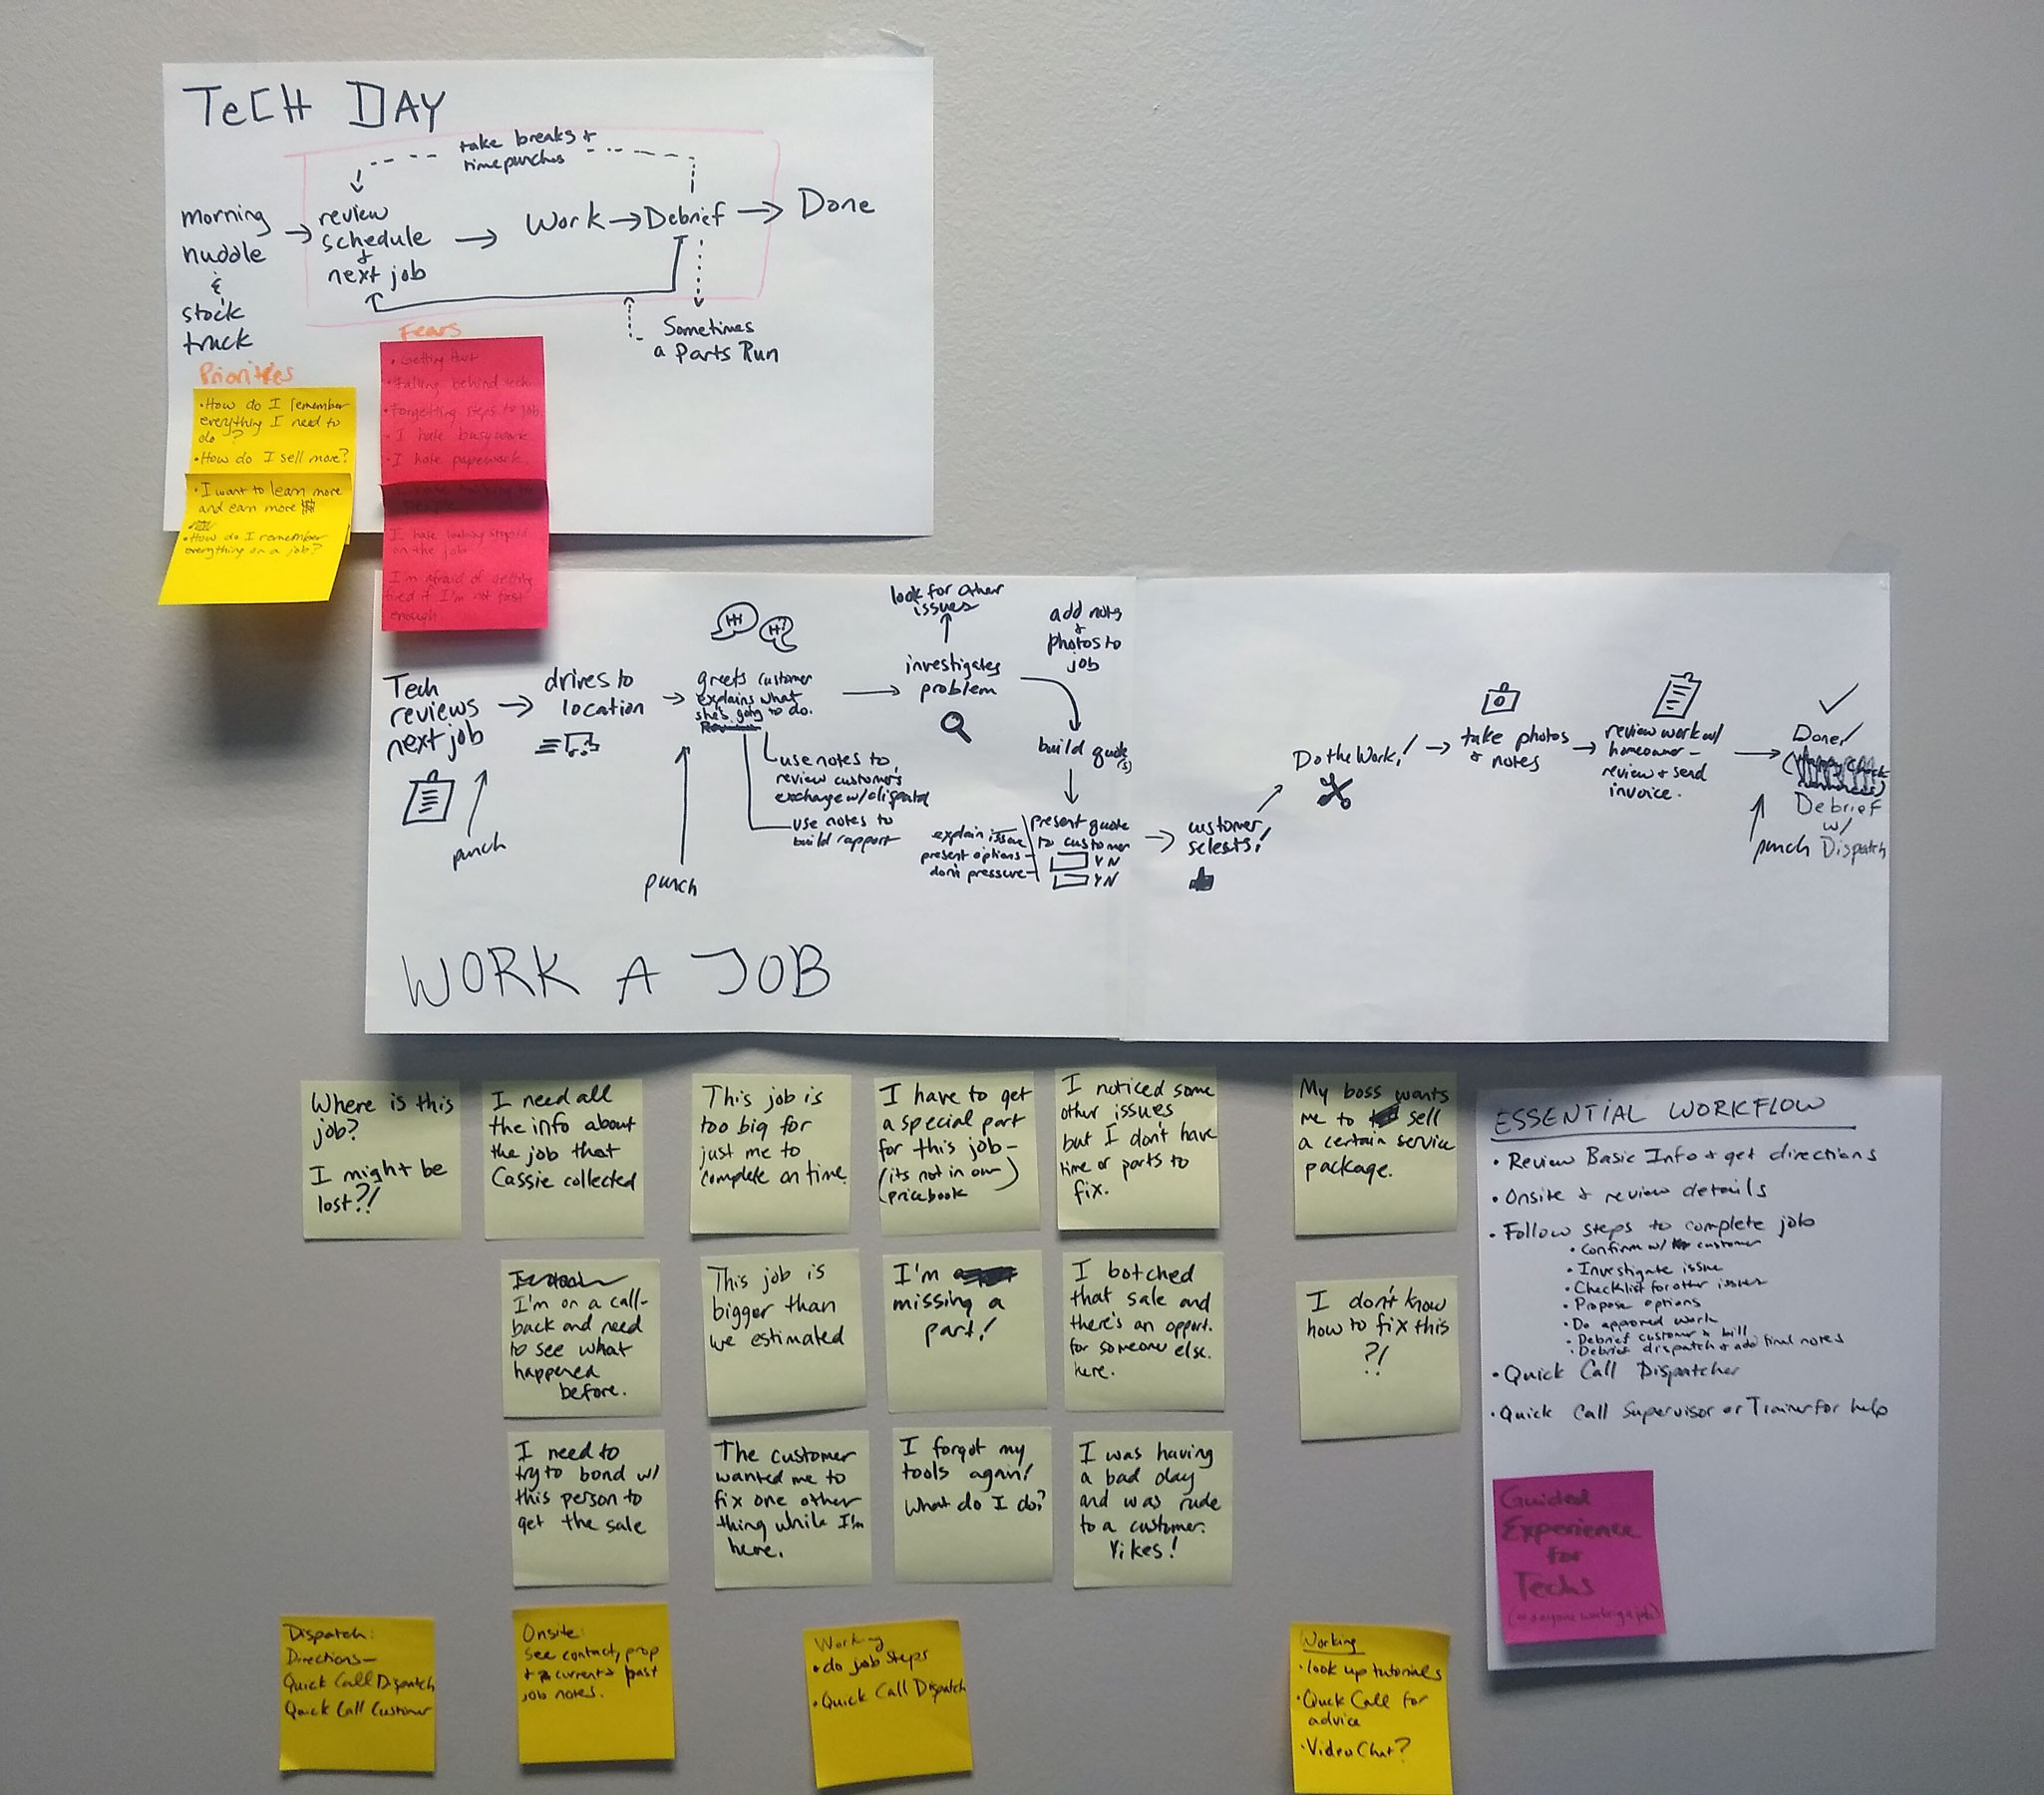 TeCH DAY
take breaks +
time punches
morning
huddle
&
stock
truck
review
schedule
+
next job
Work
Debrief
Done
Sometimes
a Parts Run
Priorities
• How do I remember
everything I need to
do?
• How do I sell more?
• I want to learn more
and earn more
• How do I remember
everything on a job?
Fears
• Getting Hurt
• Falling behind tech
• Forgetting steps to job
- I hate busywork
- I hate paperwork
I hate looking stupid
on the job
I'm afraid of getting
fired if I'm not fast
enough
Tech
reviews
next job
punch
drives to
location
HI
HI
greets customer
explains what
she's going to do.
use notes to
review customer's
exchange w/ dispatch
use notes to
build rapport
punch
look for other
issues
investigates
problem
add notes
+
photos to
job
build quote
(s)
explain issue
present options -
don't pressure -
present quote
to customer
Y N
Y N
customer
selects!
Do the Work!
take photos
+ notes
review work w/
homeowner -
review + send
invoice.
Done!
Debrief
w/
Dispatch
punch
WORK A JOB
Where is this
job?
I might be
lost?!
I need all
the info about
the job that
Cassie collected
This job is
too big for
just me to
complete on time.
I have to get
a special part
for this job -
(its not in our
pricebook)
I noticed some
other issues
but I don't have
time or parts to
fix.
My boss wants
me to sell
a certain service
package.
I'm on a call-
back and need
to see what
happened
before.
This job is
bigger than
we estimated
I'm
missing a
part!
I botched
that sale and
there's an opport.
for someone else
here.
I don't know
how to fix this
?!
I need to
try to bond w/
this person to
get the sale
The customer
wanted me to
fix one other
thing while I'm
here.
I forgot my
tools again!
What do I do?
I was having
a bad day
and was rude
to a customer.
Yikes!
Dispatch:
Directions -
Quick Call Dispatch
Quick Call Customer
Onsite:
See contact, prop
+ current + past
job notes.
Working
• do job steps
• Quick Call Dispatch
Working
• look up tutorials
• Quick Call for
advice
• Video Chat?
ESSENTIAL WORKFLOW
• Review Basic Info + get directions
• Onsite + review details
• Follow steps to complete job
• Confirm w/ customer
• Investigate issue
• Checklist for other issues
• Propose options
• Do approved work
• Debrief customer + bill
• Debrief dispatch + add final notes
• Quick Call Dispatcher
• Quick Call Supervisor or Trainer for help
Guided
Experience
for
Techs
(or anyone working a job)